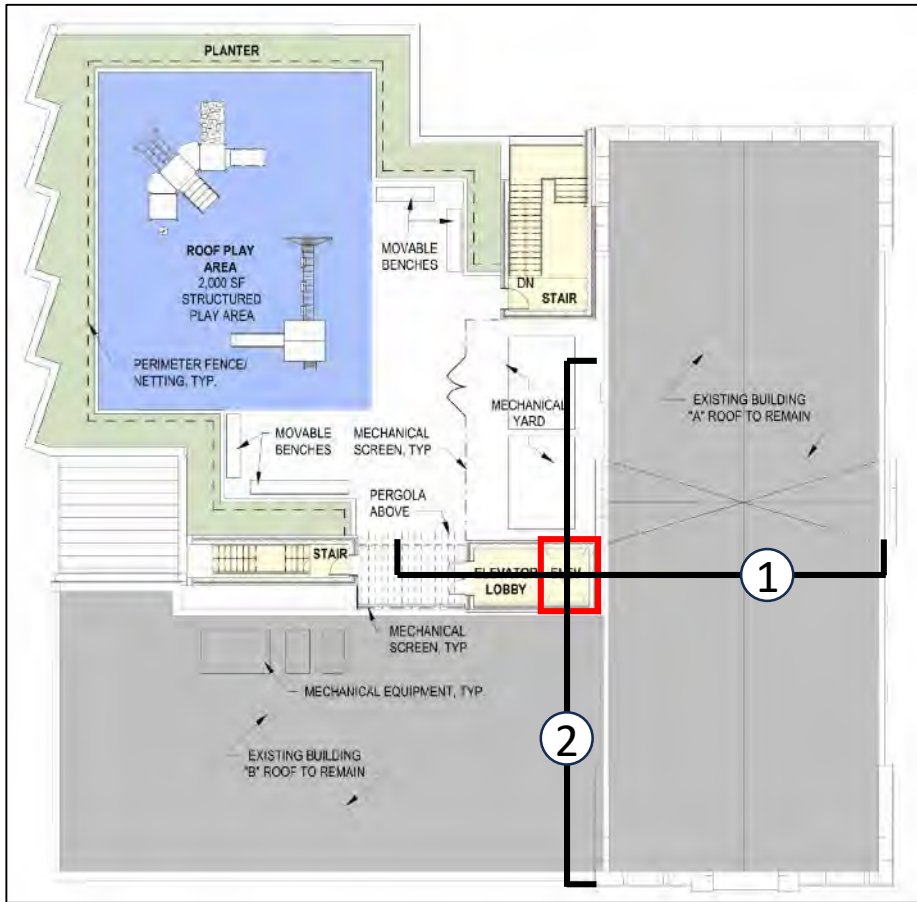 PLANTER
ROOF PLAY
AREA
2,000 SF
STRUCTURED
PLAY AREA
MOVABLE
BENCHES
DN
STAIR
PERIMETER FENCE/
NETTING, TYP.
MECHANICAL
YARD
EXISTING BUILDING
"A" ROOF TO REMAIN
MOVABLE
BENCHES
MECHANICAL
SCREEN, TYP
PERGOLA
ABOVE
STAIR
ELEVATOR
LOBBY
ELEV
1
MECHANICAL
SCREEN, TYP
MECHANICAL EQUIPMENT, TYP.
2
EXISTING BUILDING
"B" ROOF TO REMAIN